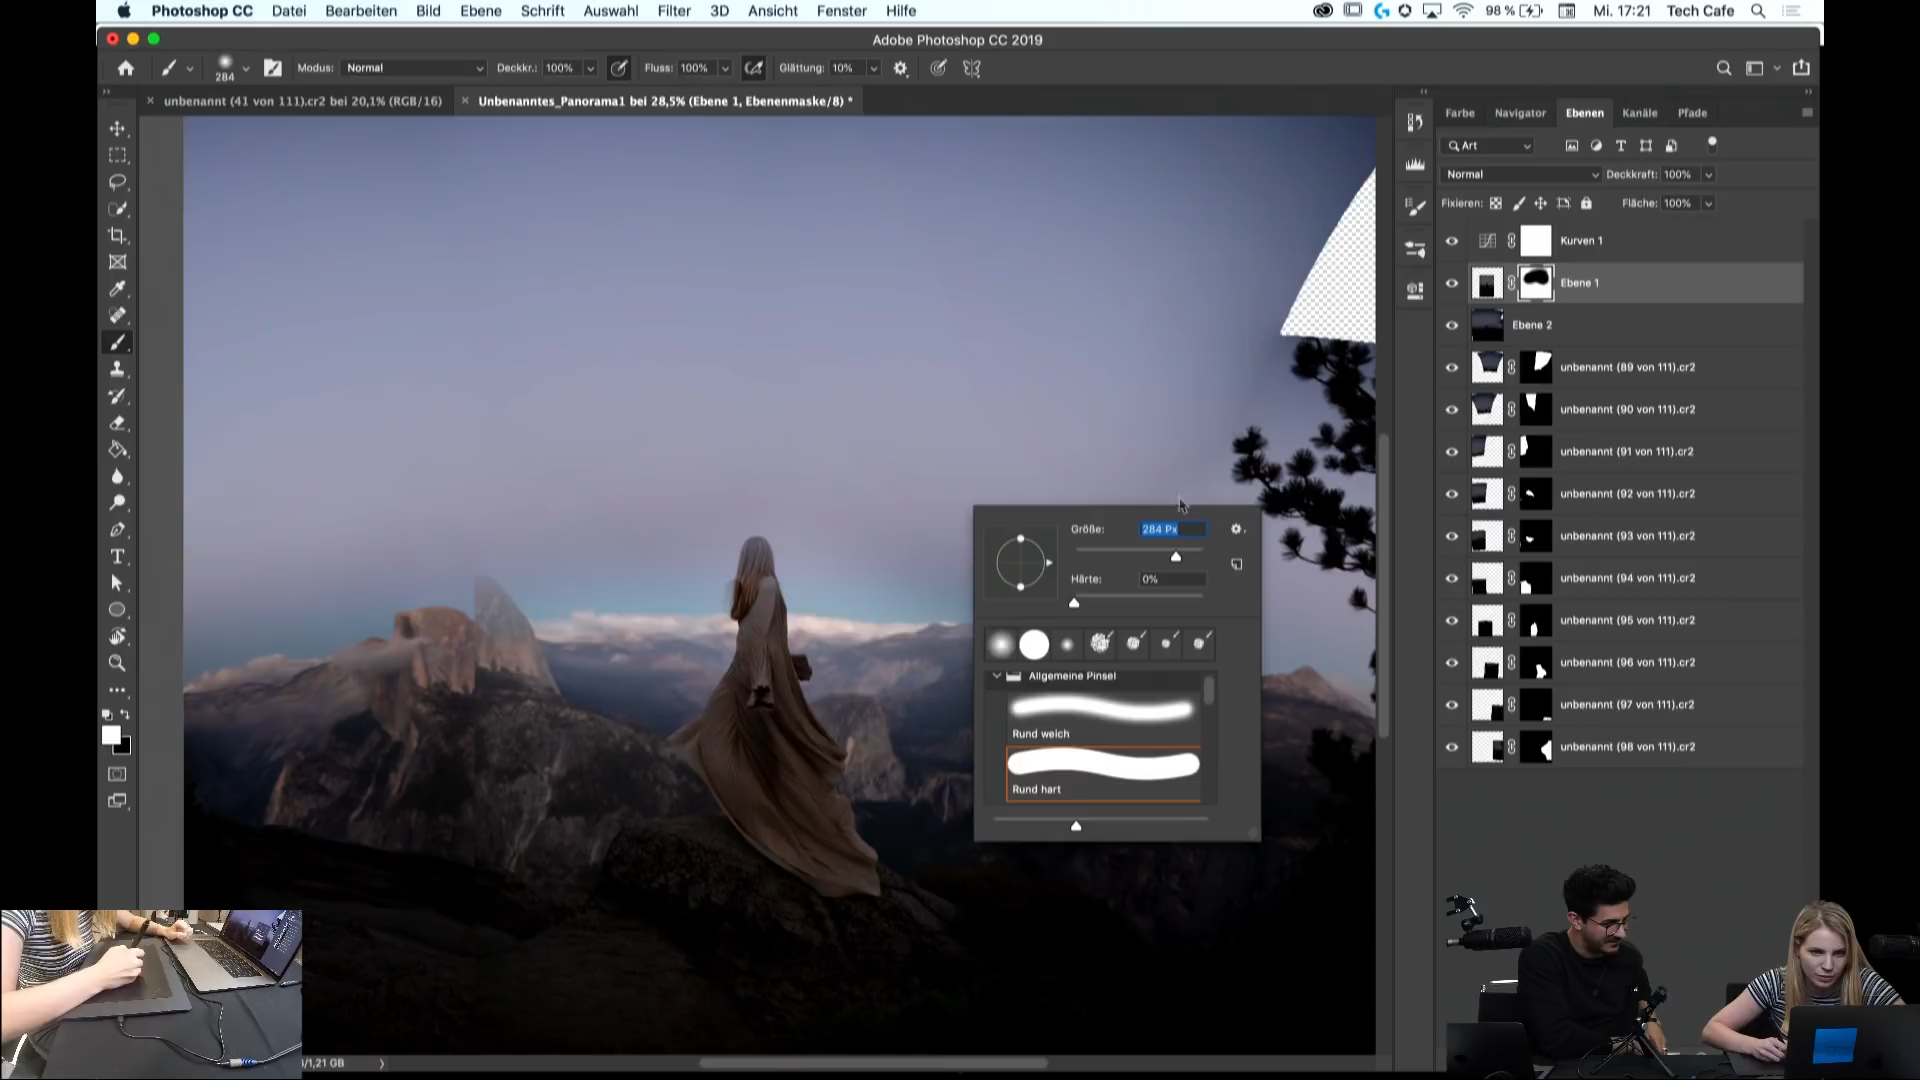 Photoshop CC Datei Bearbeiten Bild Ebene Schrift Auswahl Filter 3D Ansicht Fenster Hilfe 98 % Mi. 17:21 Tech Cafe
Adobe Photoshop CC 2019
284 Modus: Normal Deckkr.: 100% Fluss: 100% Glättung: 10%
unbenannt (41 von 111).cr2 bei 20,1% (RGB/16) Unbenanntes_Panorama1 bei 28,5% (Ebene 1, Ebenenmaske/8) *
Farbe Navigator Ebenen Kanäle Pfade
Art
Normal Deckkraft: 100%
Fixieren: Fläche: 100%
Kurven 1
Ebene 1
Ebene 2
unbenannt (89 von 111).cr2
unbenannt (90 von 111).cr2
unbenannt (91 von 111).cr2
unbenannt (92 von 111).cr2
unbenannt (93 von 111).cr2
unbenannt (94 von 111).cr2
unbenannt (95 von 111).cr2
unbenannt (96 von 111).cr2
unbenannt (97 von 111).cr2
unbenannt (98 von 111).cr2
Größe: 284 Px
Härte: 0%
Allgemeine Pinsel
Rund weich
Rund hart
/1,21 GB